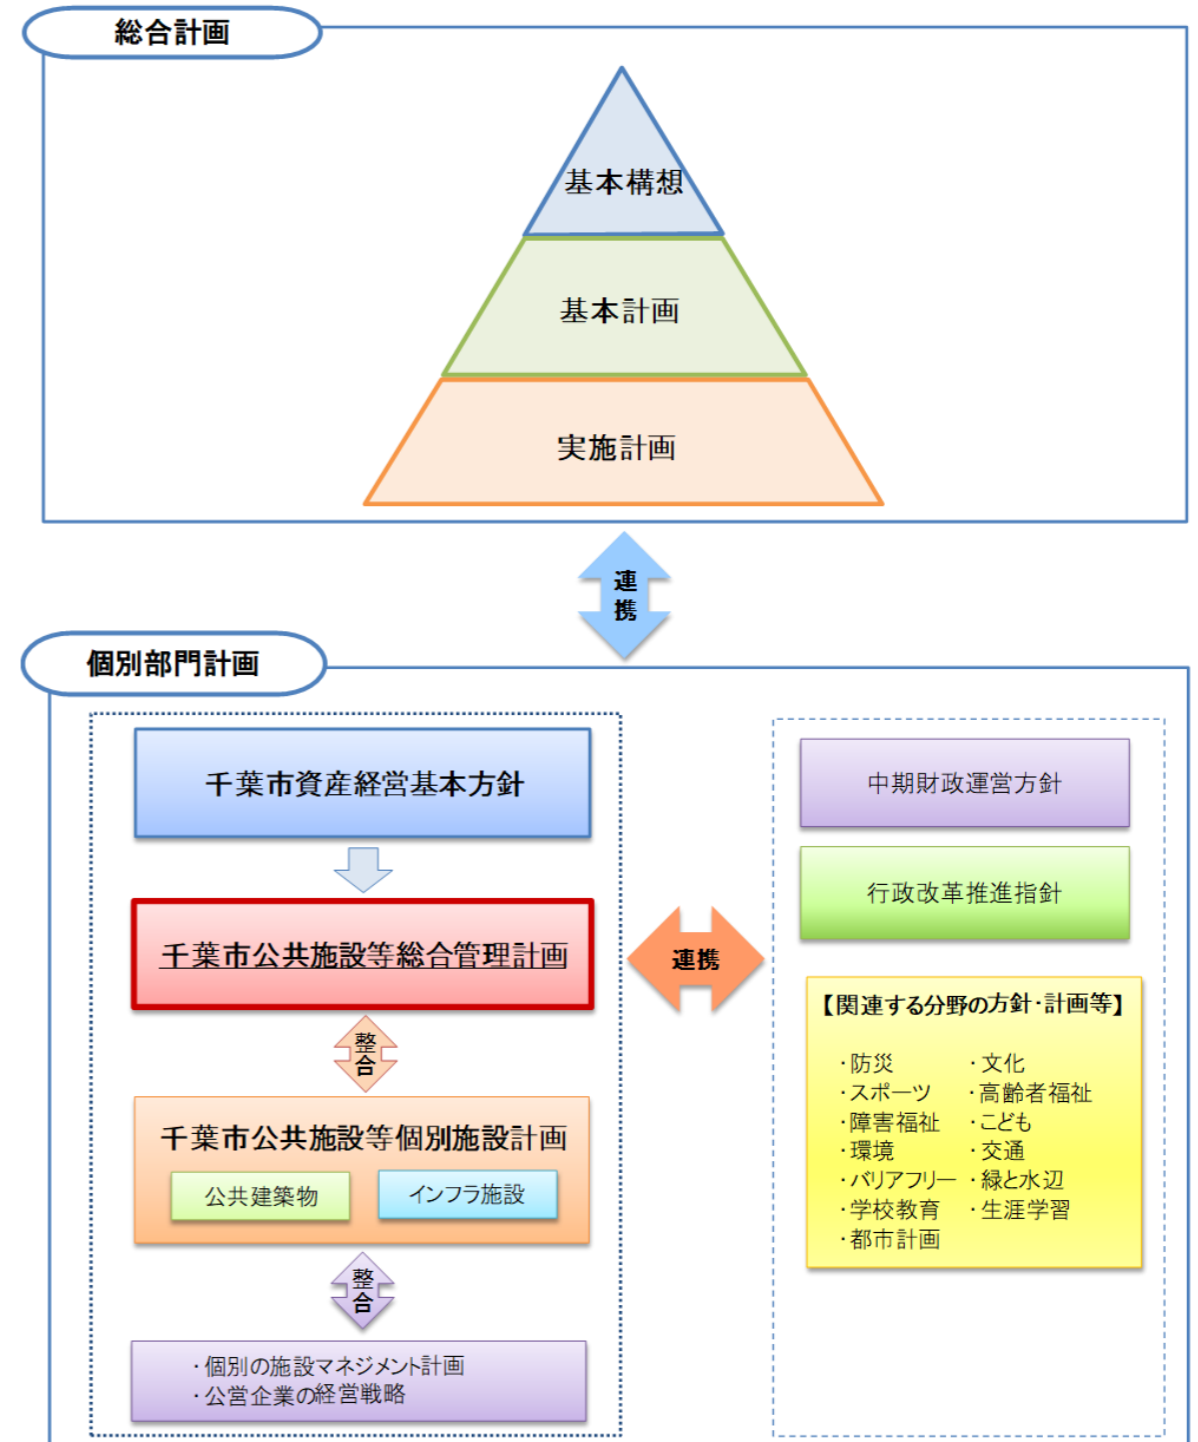 総合計画
基本構想
基本計画
実施計画
連
携
個別部門計画
千葉市資産経営基本方針
千葉市公共施設等総合管理計画
整
合
千葉市公共施設等個別施設計画
公共建築物
インフラ施設
整
合
・個別の施設マネジメント計画
・公営企業の経営戦略
連携
中期財政運営方針
行政改革推進指針
【関連する分野の方針・計画等】
・防災 ・文化
・スポーツ ・高齢者福祉
・障害福祉 ・こども
・環境 ・交通
・バリアフリー ・緑と水辺
・学校教育 ・生涯学習
・都市計画